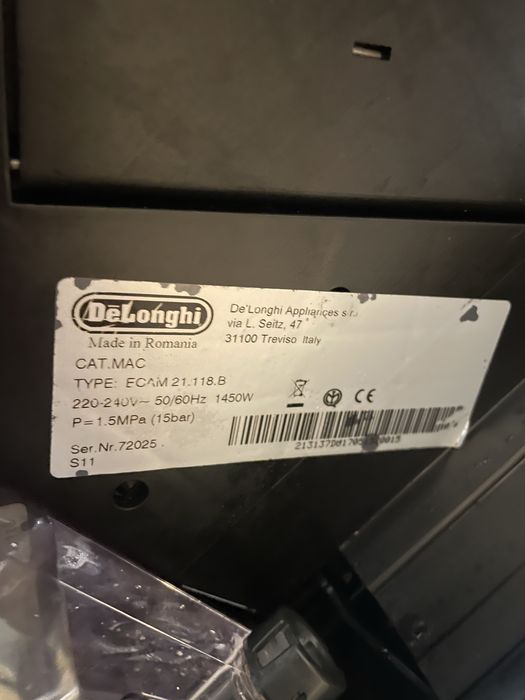 DeLonghi
Made in Romania
De'Longhi Appliances s.r.l.
via L. Seitz, 47
31100 Treviso Italy
CAT.MAC
TYPE: ECAM 21.118.B
220-240V~ 50/60Hz 1450W
P=1.5MPa (15bar)
CE
Ser.Nr.72025
S11